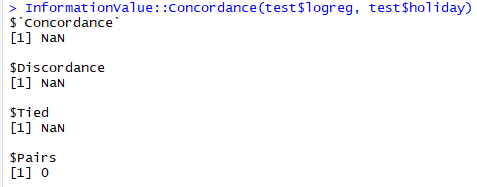 > InformationValue::Concordance(test$logreg, test$holiday)
$`Concordance`
[1] NaN
$Discordance
[1] NaN
$Tied
[1] NaN
$Pairs
[1] 0